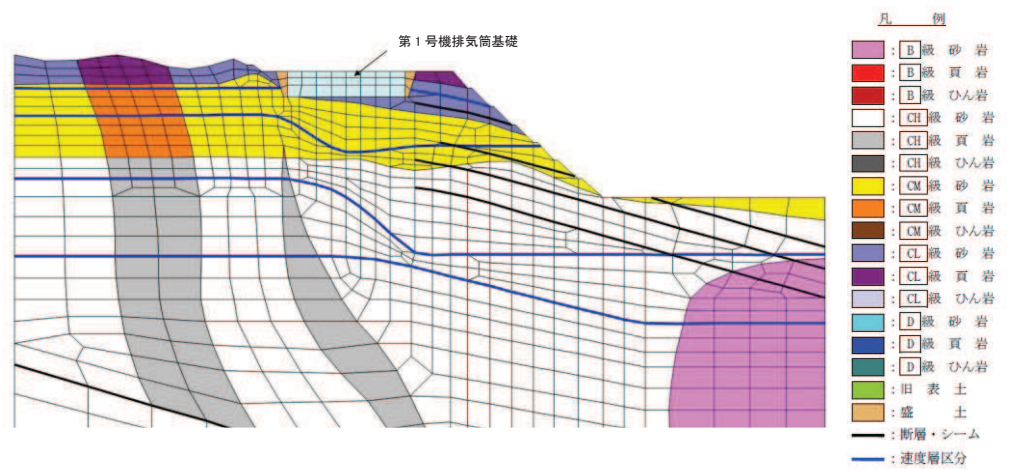 第１号機排気筒基礎
凡 例
：B級 砂 岩
：B級 頁 岩
：B級 ひん岩
：CH級 砂 岩
：CH級 頁 岩
：CH級 ひん岩
：CM級 砂 岩
：CM級 頁 岩
：CM級 ひん岩
：CL級 砂 岩
：CL級 頁 岩
：CL級 ひん岩
：D級 砂 岩
：D級 頁 岩
：D級 ひん岩
：旧 表 土
：盛 土
：断層・シーム
：速度層区分